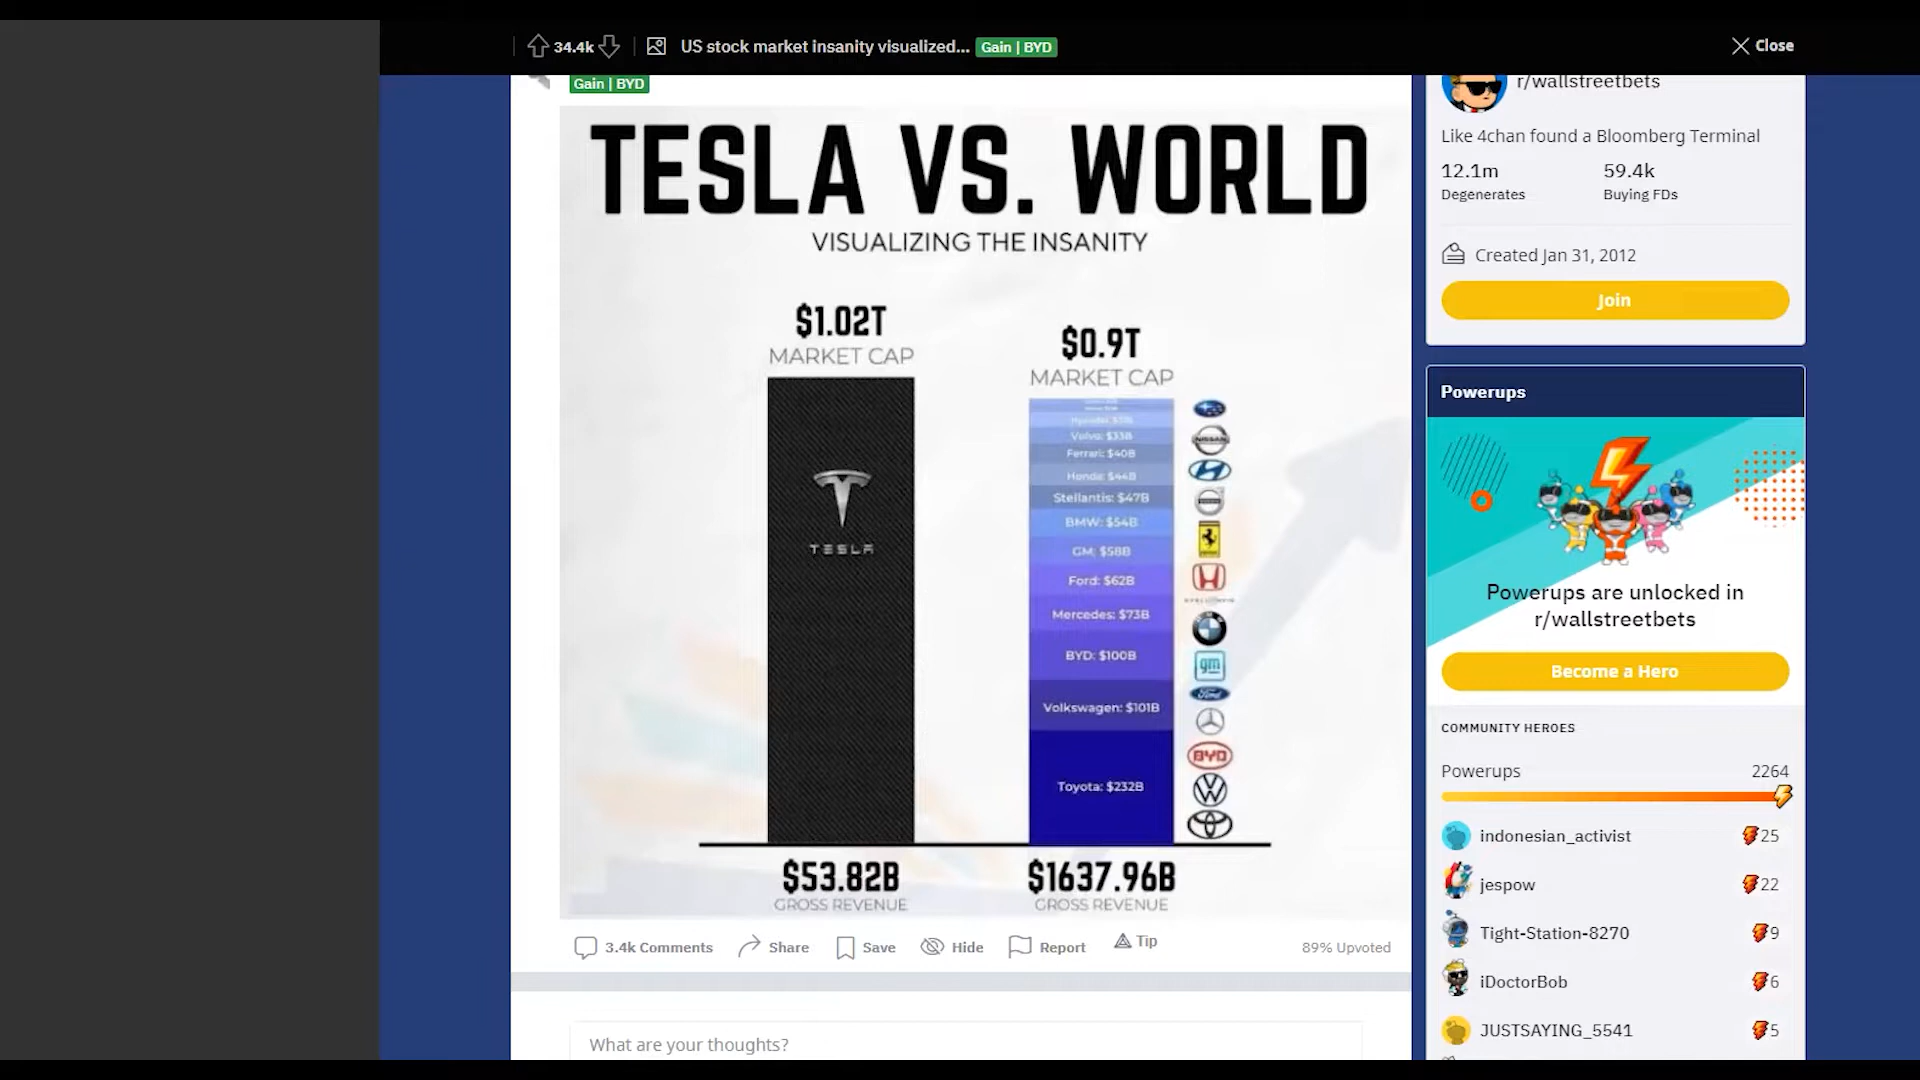 34.4k
US stock market insanity visualized...
Gain | BYD
Close
Gain | BYD
TESLA VS. WORLD
VISUALIZING THE INSANITY
$1.02T
MARKET CAP
TESLA
$53.82B
GROSS REVENUE
$0.9T
MARKET CAP
Volvo: $33B
Ferrari: $40B
Honda: $44B
Stellantis: $47B
BMW: $54B
GM: $58B
Ford: $62B
Mercedes: $73B
BYD: $100B
Volkswagen: $101B
Toyota: $232B
NISSAN
gm
Ford
BYD
$1637.96B
GROSS REVENUE
3.4k Comments
Share
Save
Hide
Report
Tip
89% Upvoted
What are your thoughts?
r/wallstreetbets
Like 4chan found a Bloomberg Terminal
12.1m
Degenerates
59.4k
Buying FDs
Created Jan 31, 2012
Join
Powerups
Powerups are unlocked in
r/wallstreetbets
Become a Hero
COMMUNITY HEROES
Powerups 2264
indonesian_activist 25
jespow 22
Tight-Station-8270 9
iDoctorBob 6
JUSTSAYING_5541 5